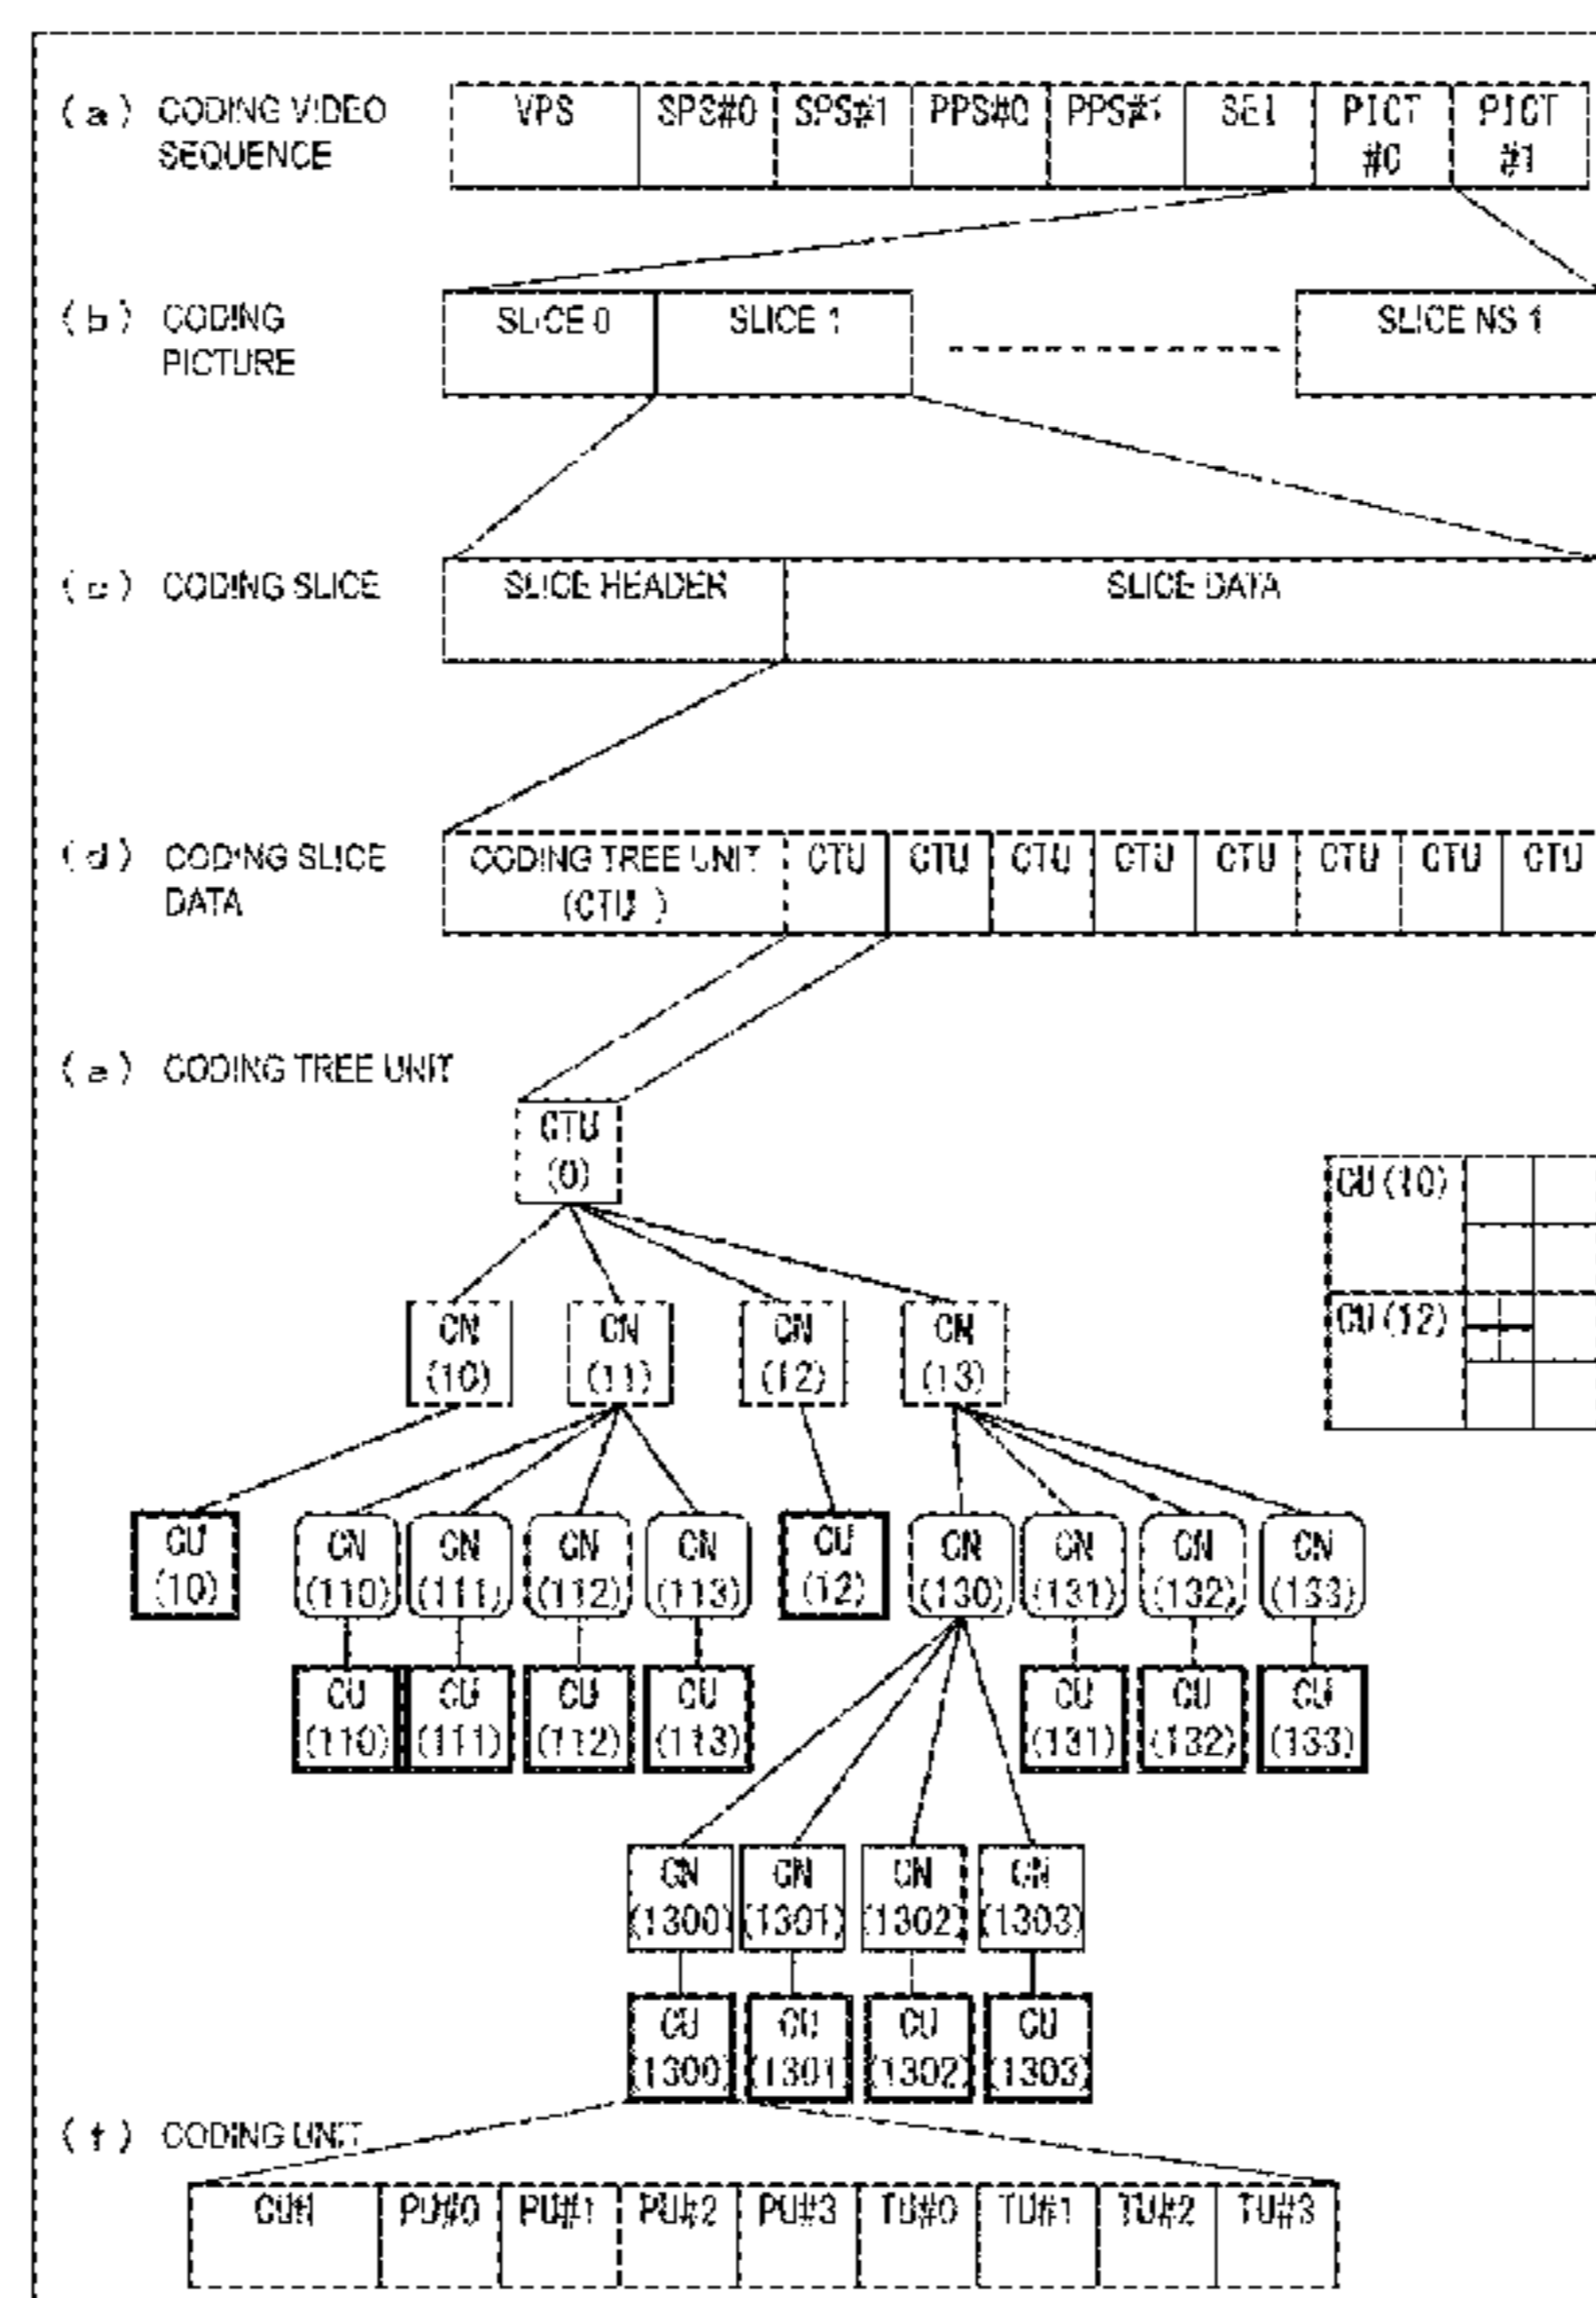 (a) CODING VIDEO
SEQUENCE
VPS SPS#0 SPS#1 PPS#0 PPS#1 SEI PICT
#0 PICT
#1
(b) CODING
PICTURE
SLICE 0 SLICE 1 SLICE NS-1
(c) CODING SLICE
SLICE HEADER SLICE DATA
(d) CODING SLICE
DATA
CODING TREE UNIT
(CTU)
CTU CTU CTU CTU CTU CTU CTU CTU
(e) CODING TREE UNIT
CTU
(0)
CU(10)
CU(12)
CN CN CN CN
(10) (11) (12) (13)
CU CN CN CN CN CU CN CN CN CN
(10) (110) (111) (112) (113) (12) (130) (131) (132) (133)
CU CU CU CU CU CU CU
(110) (111) (112) (113) (131) (132) (133)
CN CN CN CN
(1300) (1301) (1302) (1303)
CU CU CU CU
(1300) (1301) (1302) (1303)
(f) CODING UNIT
CUH PU#0 PU#1 PU#2 PU#3 TU#0 TU#1 TU#2 TU#3